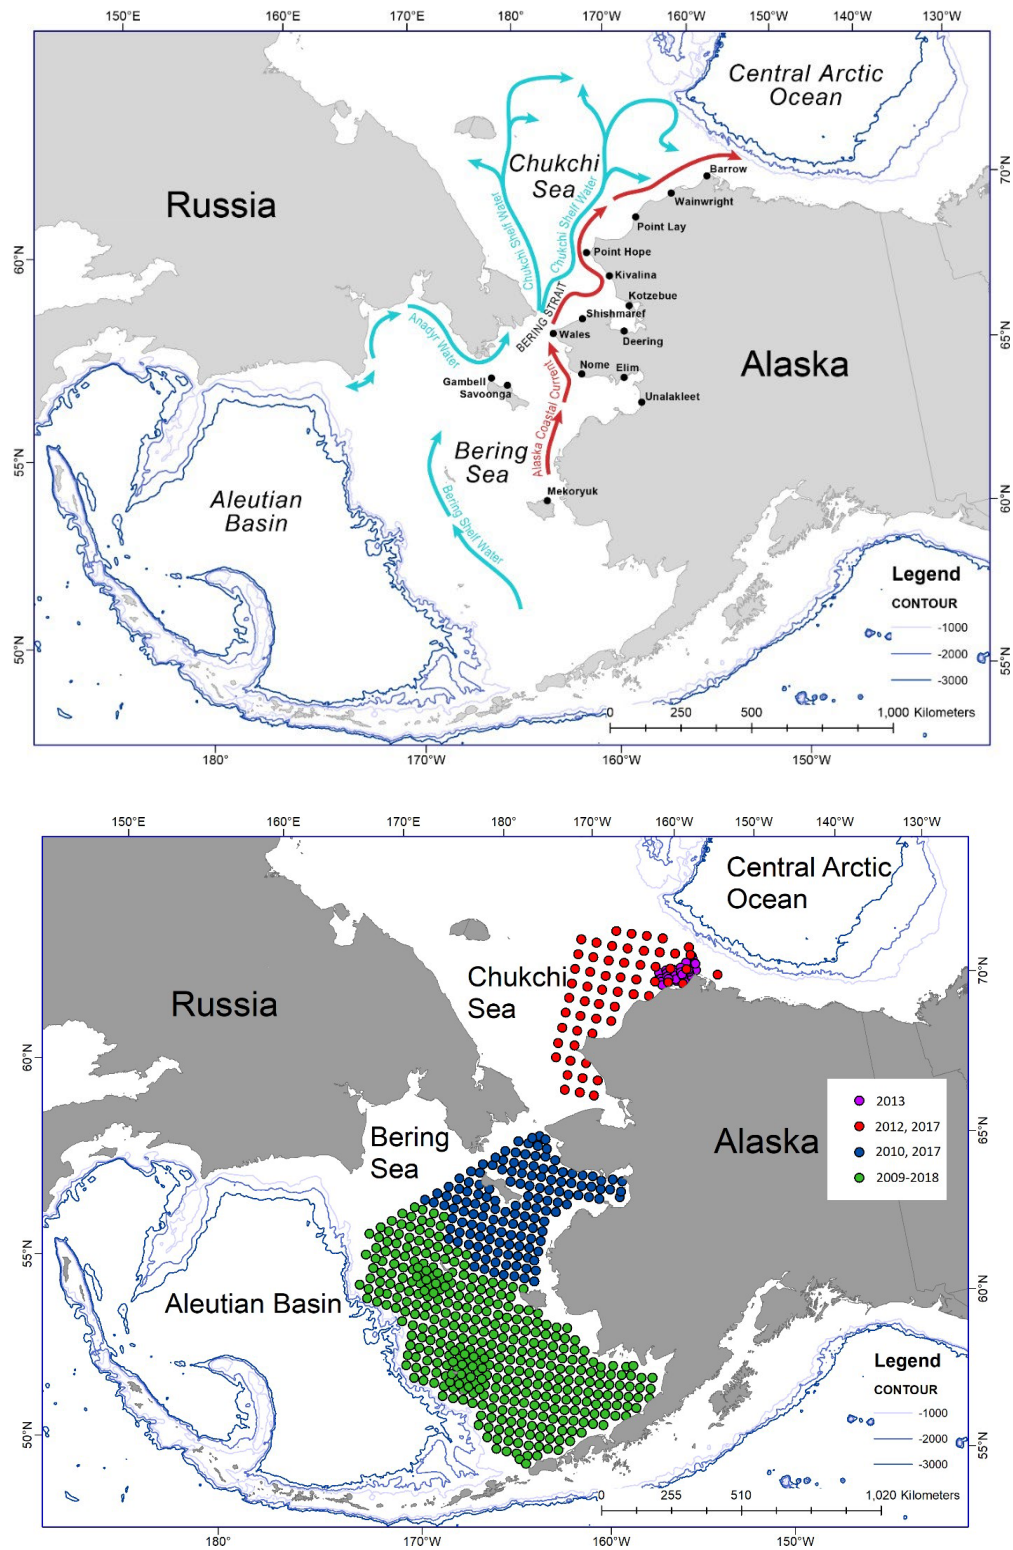 150°E 160°E 170°E 180° 170°W 160°W 150°W 140°W 130°W
Central Arctic
Ocean
Chukchi
Sea
Barrow
70°N
Russia
Wainwright
Chukchi Shelf Water
Chukchi Shelf Water
Point Lay
60°N
Point Hope
Kivalina
Kotzebue
BERING STRAIT
Shishmaref
Anadyr Water
Wales
Deering
65°N
Alaska
Nome
Elim
Gambell
Savoonga
Unalakleet
Alaska Coastal Current
Bering
Sea
55°N
Aleutian
Basin
Mekoryuk
60°N
Bering Shelf Water
Legend
CONTOUR
-1000
-2000
-3000
50°N
55°N
0 250 500 1,000 Kilometers
180° 170°W 160°W 150°W
150°E 160°E 170°E 180° 170°W 160°W 150°W 140°W 130°W
Central Arctic
Ocean
Chukchi
Sea
70°N
Russia
60°N
2013
2012, 2017
2010, 2017
2009-2018
65°N
Bering
Sea
Alaska
55°N
Aleutian Basin
60°N
Legend
CONTOUR
-1000
-2000
-3000
50°N
55°N
0 255 510 1,020 Kilometers
180° 170°W 160°W 150°W